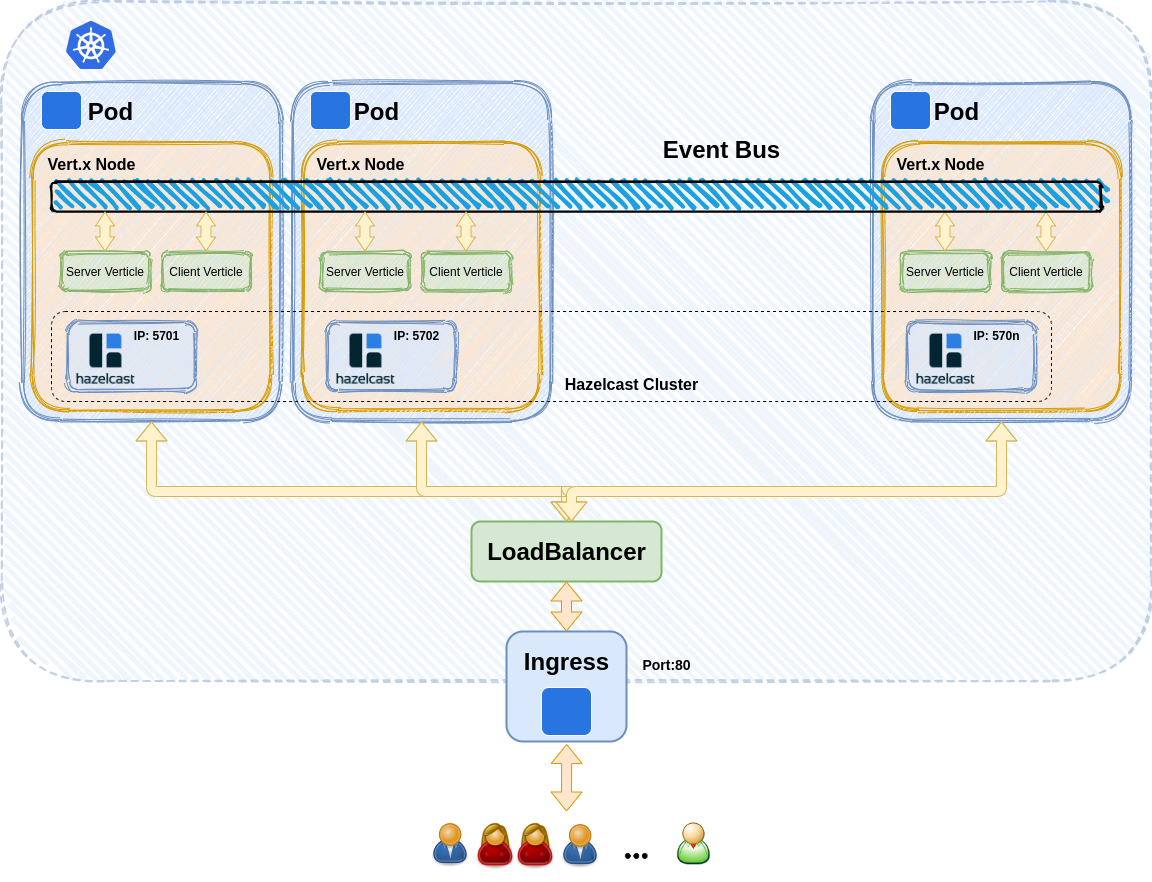 Pod
Pod
Pod
Event Bus
Vert.x Node
Vert.x Node
Vert.x Node
Server Verticle
Client Verticle
Server Verticle
Client Verticle
Server Verticle
Client Verticle
IP: 5701
hazelcast
IP: 5702
hazelcast
IP: 570n
hazelcast
Hazelcast Cluster
LoadBalancer
Ingress
Port:80
...